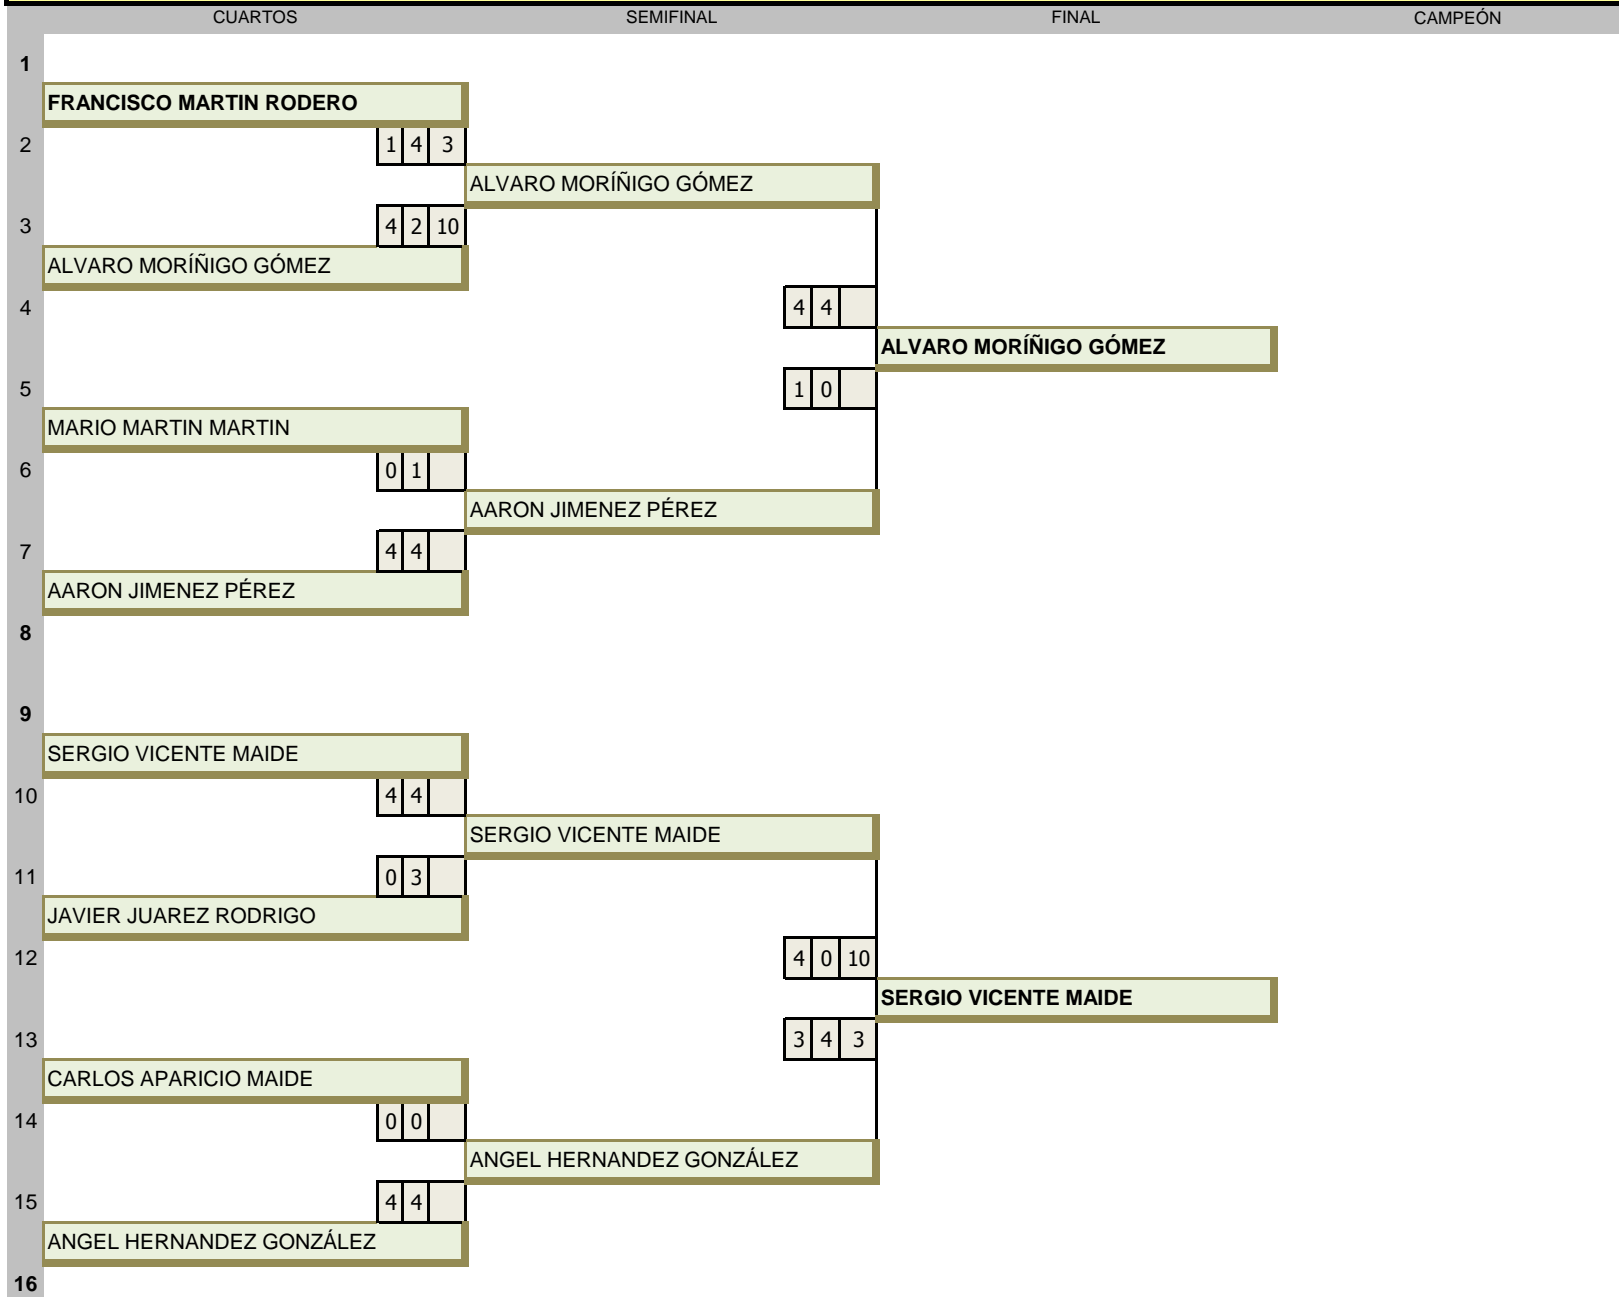 CUARTOS SEMIFINAL FINAL CAMPEÓN
1
FRANCISCO MARTIN RODERO
2 1 4 3
ALVARO MORÍÑIGO GÓMEZ
3 4 2 10
ALVARO MORÍÑIGO GÓMEZ
4 4 4
ALVARO MORÍÑIGO GÓMEZ
5 1 0
MARIO MARTIN MARTIN
6 0 1
AARON JIMENEZ PÉREZ
7 4 4
AARON JIMENEZ PÉREZ
8
9
SERGIO VICENTE MAIDE
10 4 4
SERGIO VICENTE MAIDE
11 0 3
JAVIER JUAREZ RODRIGO
12 4 0 10
SERGIO VICENTE MAIDE
13 3 4 3
CARLOS APARICIO MAIDE
14 0 0
ANGEL HERNANDEZ GONZÁLEZ
15 4 4
ANGEL HERNANDEZ GONZÁLEZ
16